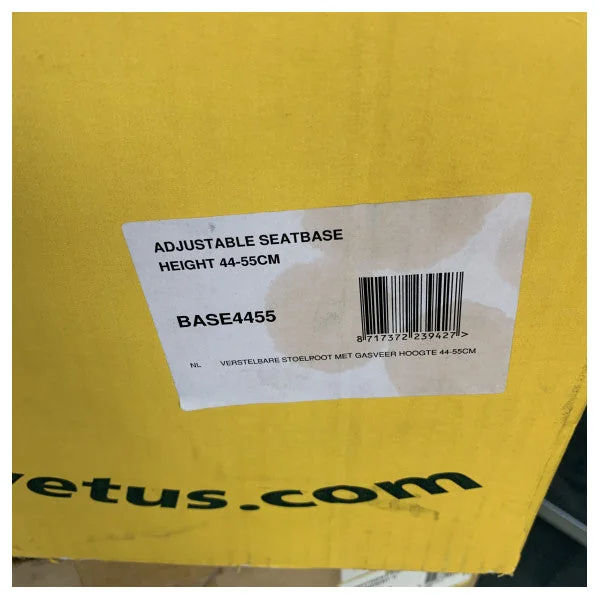 ADJUSTABLE SEATBASE
HEIGHT 44-55CM
BASE4455
8 717372 239427 >
NL VERSTELBARE STOELPOOT MET GASVEER HOOGTE 44-55CM
vetus.com